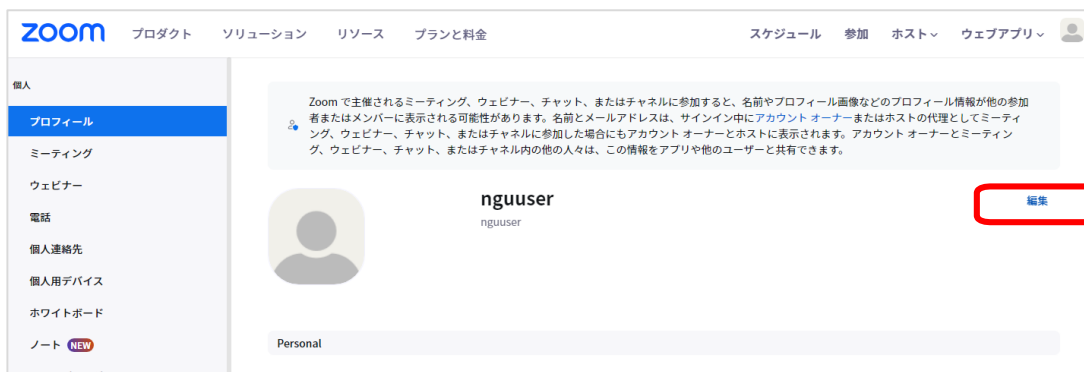 zoom プロダクト ソリューション リソース プランと料金 スケジュール 参加 ホスト ウェブアプリ
個人
プロフィール
ミーティング
ウェビナー
電話
個人連絡先
個人用デバイス
ホワイトボード
ノート NEW
Zoom で主催されるミーティング、ウェビナー、チャット、またはチャネルに参加すると、名前やプロフィール画像などのプロフィール情報が他の参加
者またはメンバーに表示される可能性があります。名前とメールアドレスは、サインイン中にアカウント オーナーまたはホストの代理としてミーティ
ング、ウェビナー、チャット、またはチャネルに参加した場合にもアカウント オーナーとホストに表示されます。アカウント オーナーとミーティン
グ、ウェビナー、チャット、またはチャネル内の他の人々は、この情報をアプリや他のユーザーと共有できます。
nguuser
編集
nguuser
Personal